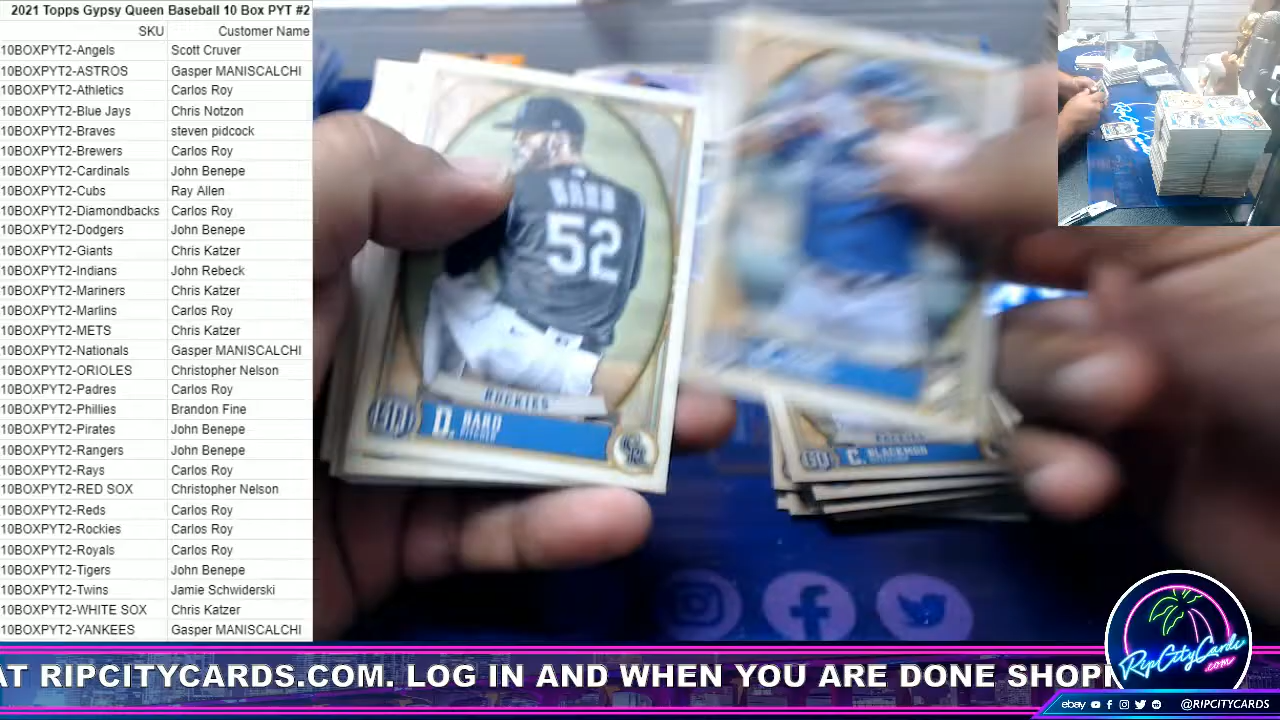 2021 Topps Gypsy Queen Baseball 10 Box PYT #2
SKU Customer Name
10BOXPYT2-Angels Scott Cruver
10BOXPYT2-ASTROS Gasper MANISCALCHI
10BOXPYT2-Athletics Carlos Roy
10BOXPYT2-Blue Jays Chris Notzon
10BOXPYT2-Braves steven pidcock
10BOXPYT2-Brewers Carlos Roy
10BOXPYT2-Cardinals John Benepe
10BOXPYT2-Cubs Ray Allen
10BOXPYT2-Diamondbacks Carlos Roy
10BOXPYT2-Dodgers John Benepe
10BOXPYT2-Giants Chris Katzer
10BOXPYT2-Indians John Rebeck
10BOXPYT2-Mariners Chris Katzer
10BOXPYT2-Marlins Carlos Roy
10BOXPYT2-METS Chris Katzer
10BOXPYT2-Nationals Gasper MANISCALCHI
10BOXPYT2-ORIOLES Christopher Nelson
10BOXPYT2-Padres Carlos Roy
10BOXPYT2-Phillies Brandon Fine
10BOXPYT2-Pirates John Benepe
10BOXPYT2-Rangers John Benepe
10BOXPYT2-Rays Carlos Roy
10BOXPYT2-RED SOX Christopher Nelson
10BOXPYT2-Reds Carlos Roy
10BOXPYT2-Rockies Carlos Roy
10BOXPYT2-Royals Carlos Roy
10BOXPYT2-Tigers John Benepe
10BOXPYT2-Twins Jamie Schwiderski
10BOXPYT2-WHITE SOX Chris Katzer
10BOXPYT2-YANKEES Gasper MANISCALCHI
BARD
52
ROCKIES
D. BARD
PITCHER
C. BLACKMON
AT RIPCITYCARDS.COM. LOG IN AND WHEN YOU ARE DONE SHOP
RipCityCards
.com
ebay @RIPCITYCARDS